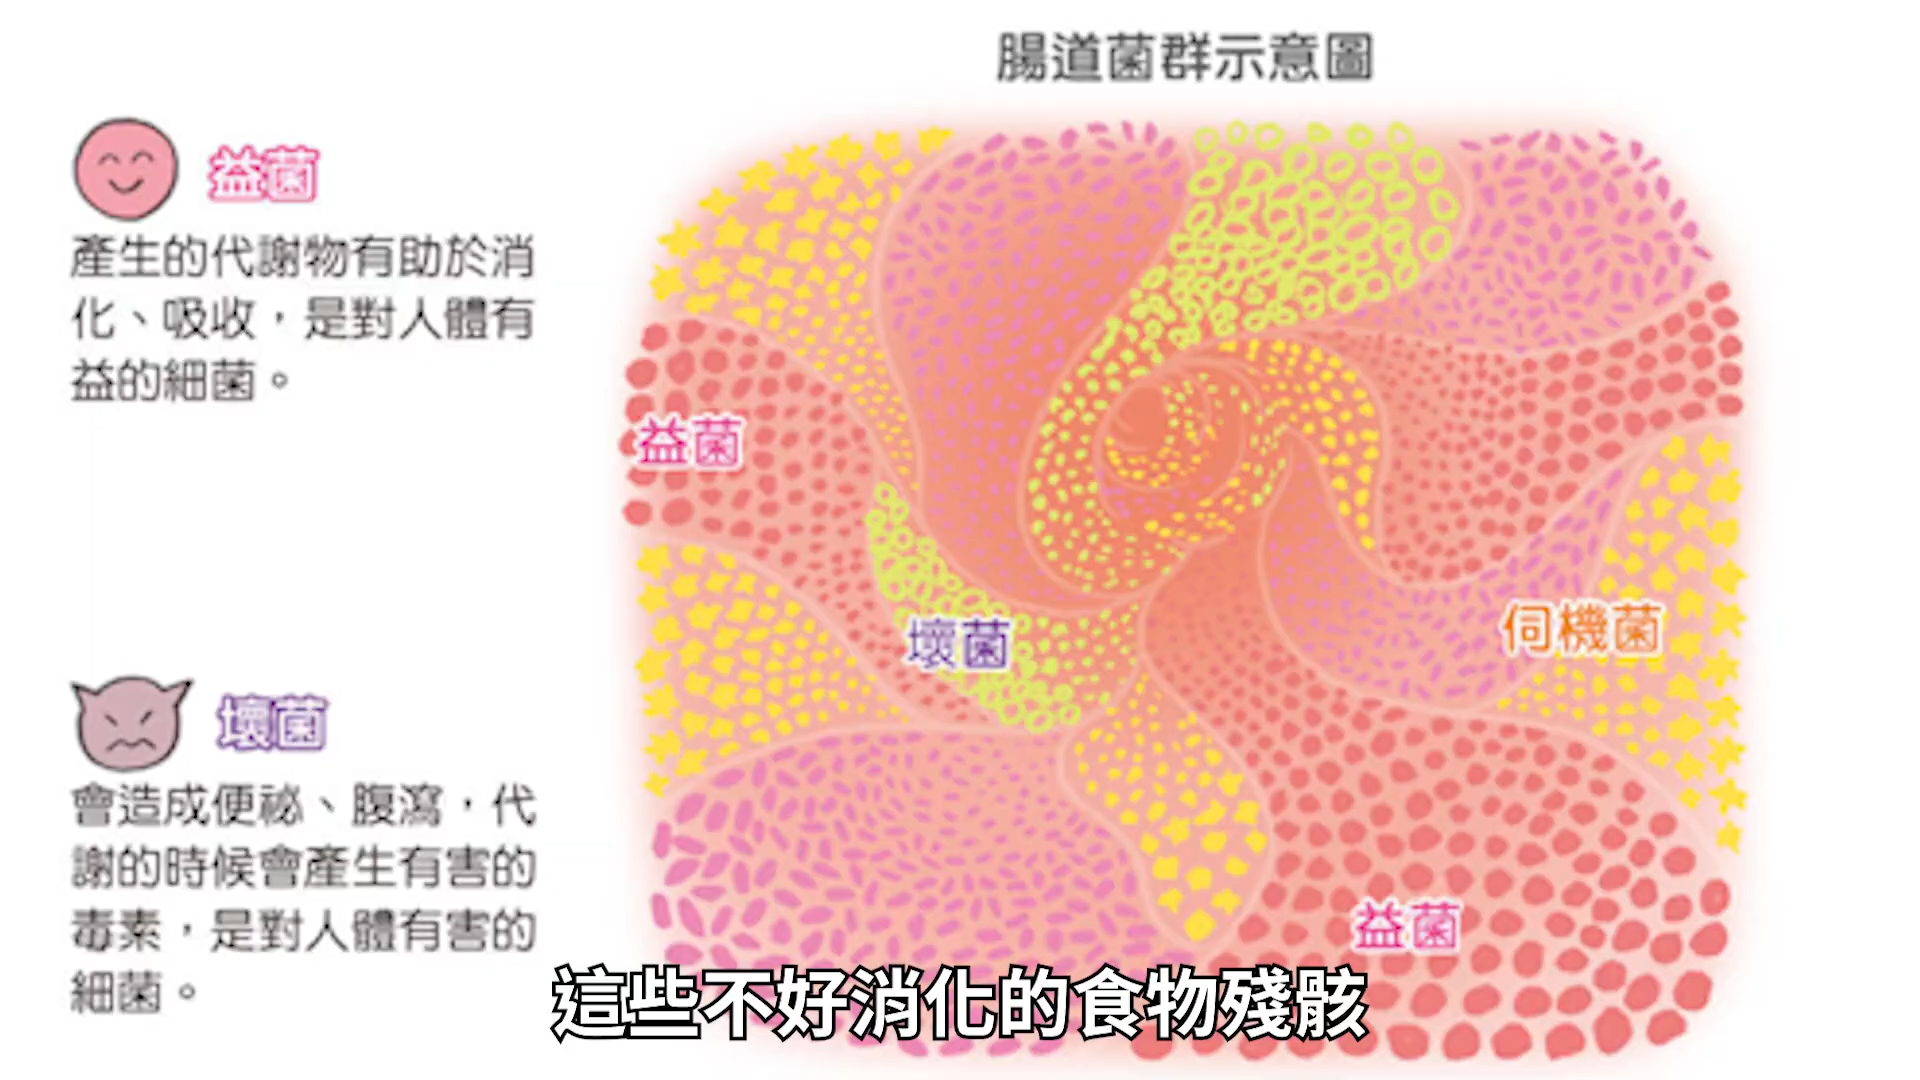 腸道菌群示意圖
益菌
產生的代謝物有助於消
化、吸收，是對人體有
益的細菌。
益菌
壞菌
伺機菌
壞菌
會造成便祕、腹瀉，代
謝的時候會產生有害的
毒素，是對人體有害的
細菌。
益菌
這些不好消化的食物殘骸